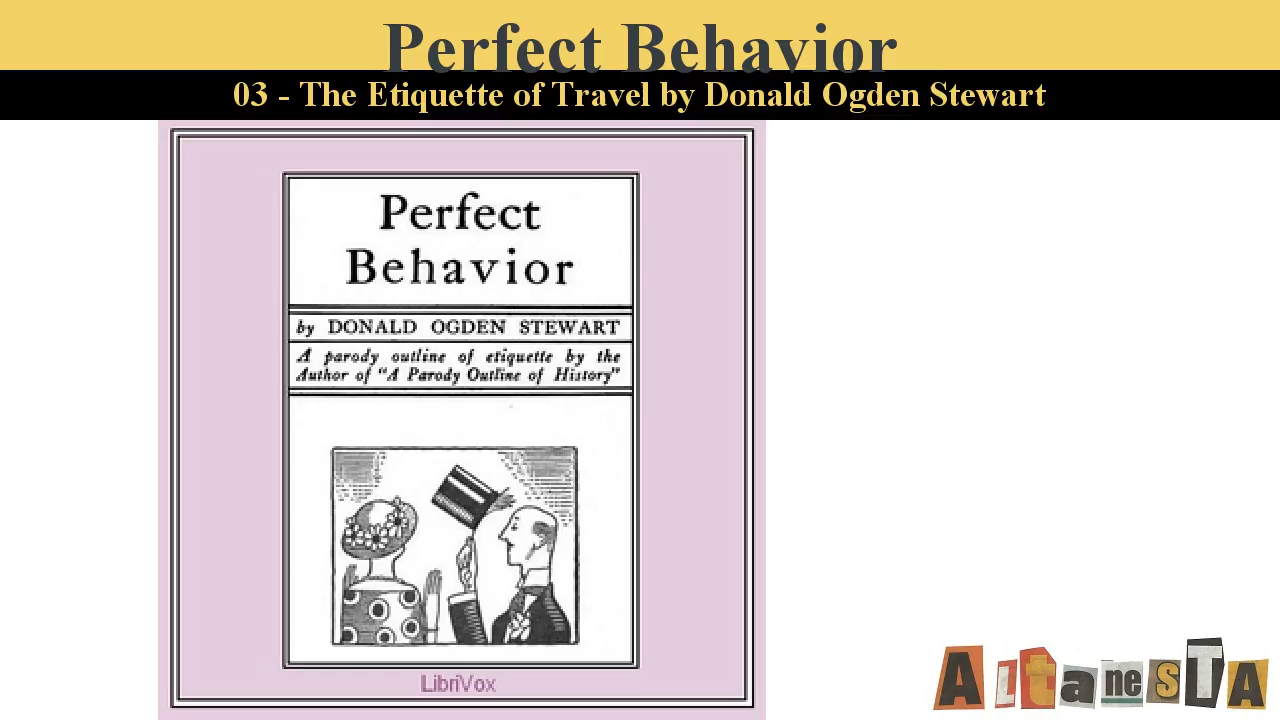 Perfect Behavior
03 - The Etiquette of Travel by Donald Ogden Stewart
Perfect
Behavior
by DONALD OGDEN STEWART
A parody outline of etiquette by the
Author of "A Parody Outline of History"
LibriVox
AltanesTA